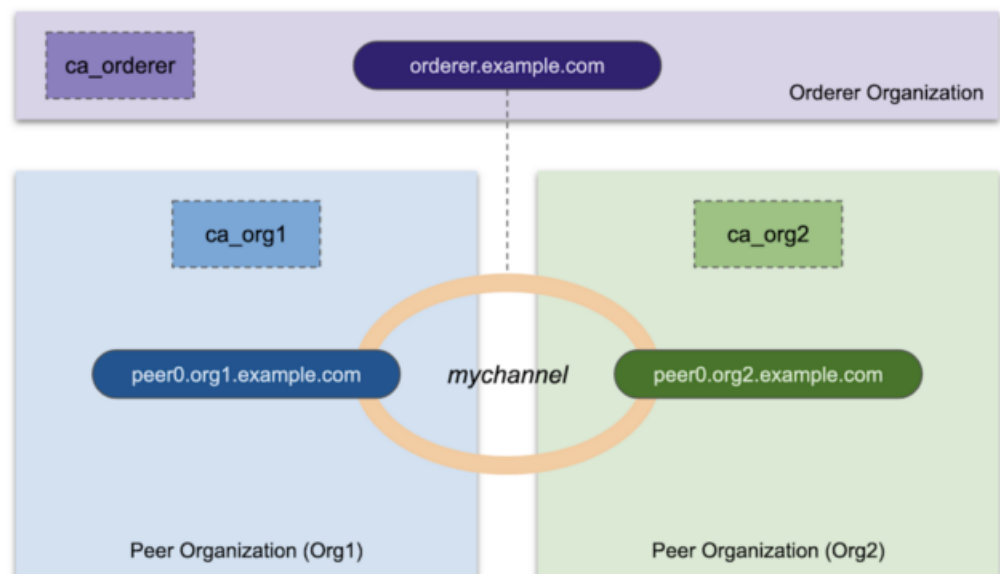 ca_orderer
orderer.example.com
Orderer Organization
ca_org1
ca_org2
peer0.org1.example.com
mychannel
peer0.org2.example.com
Peer Organization (Org1)
Peer Organization (Org2)